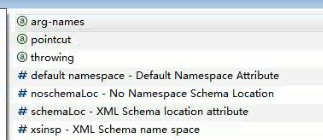 @ arg-names
@ pointcut
@ throwing
# default namespace - Default Namespace Attribute
# noschemaLoc - No Namespace Schema Location
# schemaLoc - XML Schema location attribute
# xsinsp - XML Schema name space